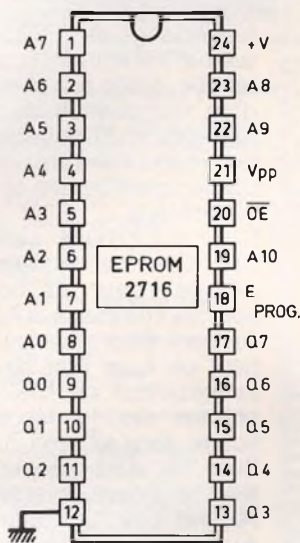 A7 1 24 +V
A6 2 23 A8
A5 3 22 A9
A4 4 21 Vpp
A3 5 20 OE
A2 6 19 A10
EPROM
2716
A1 7 18 E
PROG.
A0 8 17 Q7
Q0 9 16 Q6
Q1 10 15 Q5
Q2 11 14 Q4
12 13 Q3